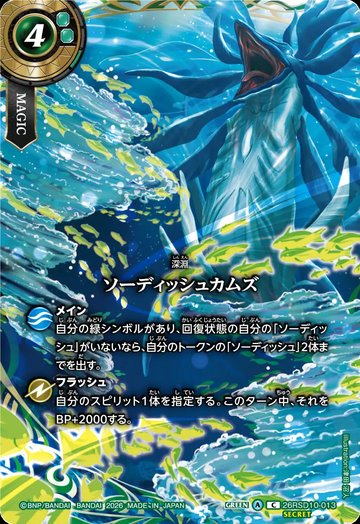 4
MAGIC
深淵
ソーディッシュカムズ
メイン
自分の緑シンボルがあり、回復状態の自分の「ソーディッ
シュ」がいないなら、自分のトークンの「ソーディッシュ」2体ま
でを出す。
フラッシュ
自分のスピリット1体を指定する。このターン中、それを
BP+2000する。
©BNP/BANDAI BANDAI 2026 MADE IN JAPAN GREEN A C 26RSD10-013
SECRET